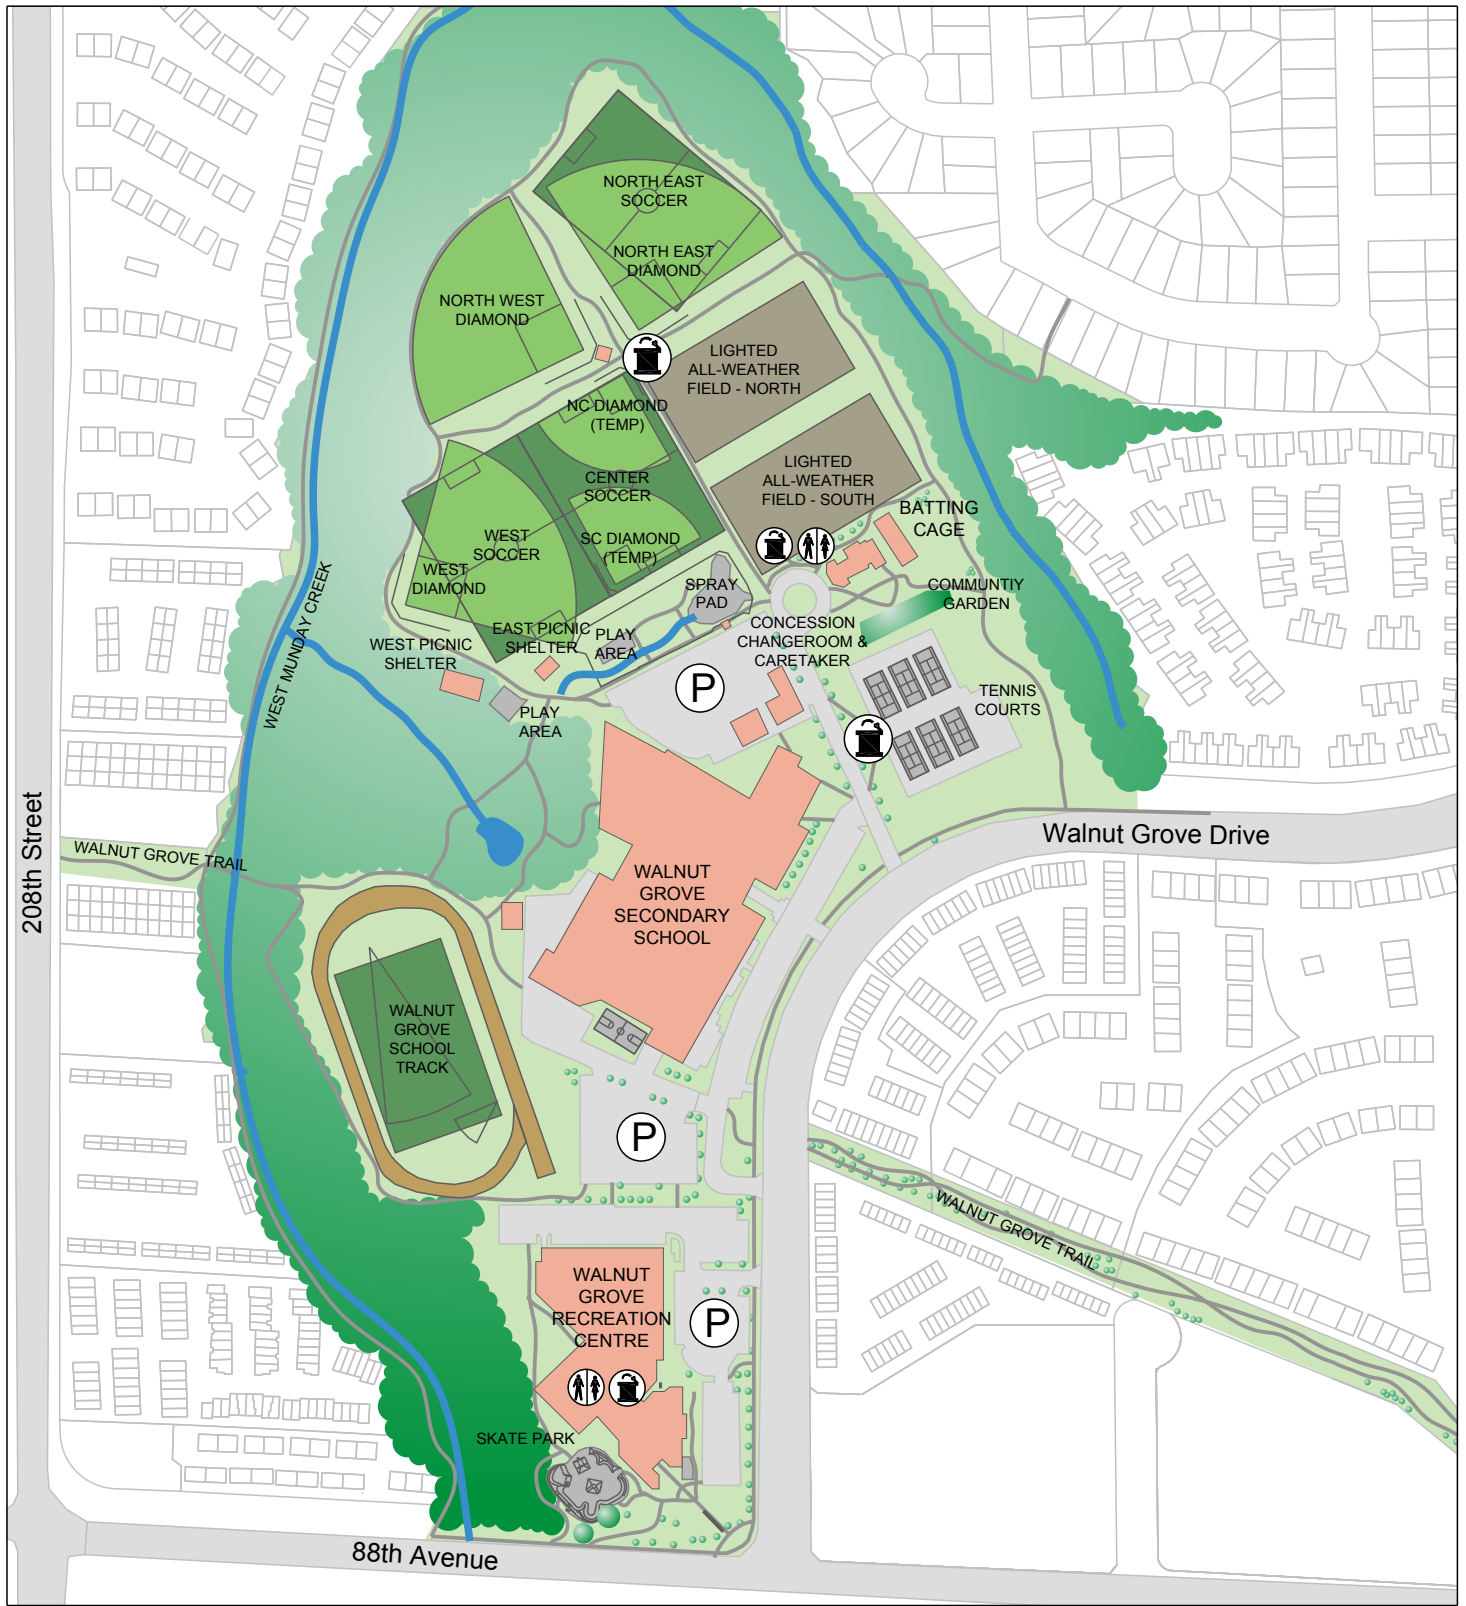 NORTH EAST
SOCCER
NORTH EAST
DIAMOND
NORTH WEST
DIAMOND
LIGHTED
ALL-WEATHER
FIELD - NORTH
NC DIAMOND
(TEMP)
LIGHTED
ALL-WEATHER
FIELD - SOUTH
CENTER
SOCCER
BATTING
CAGE
WEST
SOCCER
SC DIAMOND
(TEMP)
WEST
DIAMOND
SPRAY
PAD
COMMUNTIY
GARDEN
WEST MUNDAY CREEK
WEST PICNIC
SHELTER
EAST PICNIC
SHELTER
PLAY
AREA
CONCESSION
CHANGEROOM &
CARETAKER
P
TENNIS
COURTS
PLAY
AREA
208th Street
WALNUT GROVE TRAIL
Walnut Grove Drive
WALNUT
GROVE
SECONDARY
SCHOOL
WALNUT
GROVE
SCHOOL
TRACK
P
WALNUT GROVE TRAIL
WALNUT
GROVE
RECREATION
CENTRE
P
SKATE PARK
88th Avenue